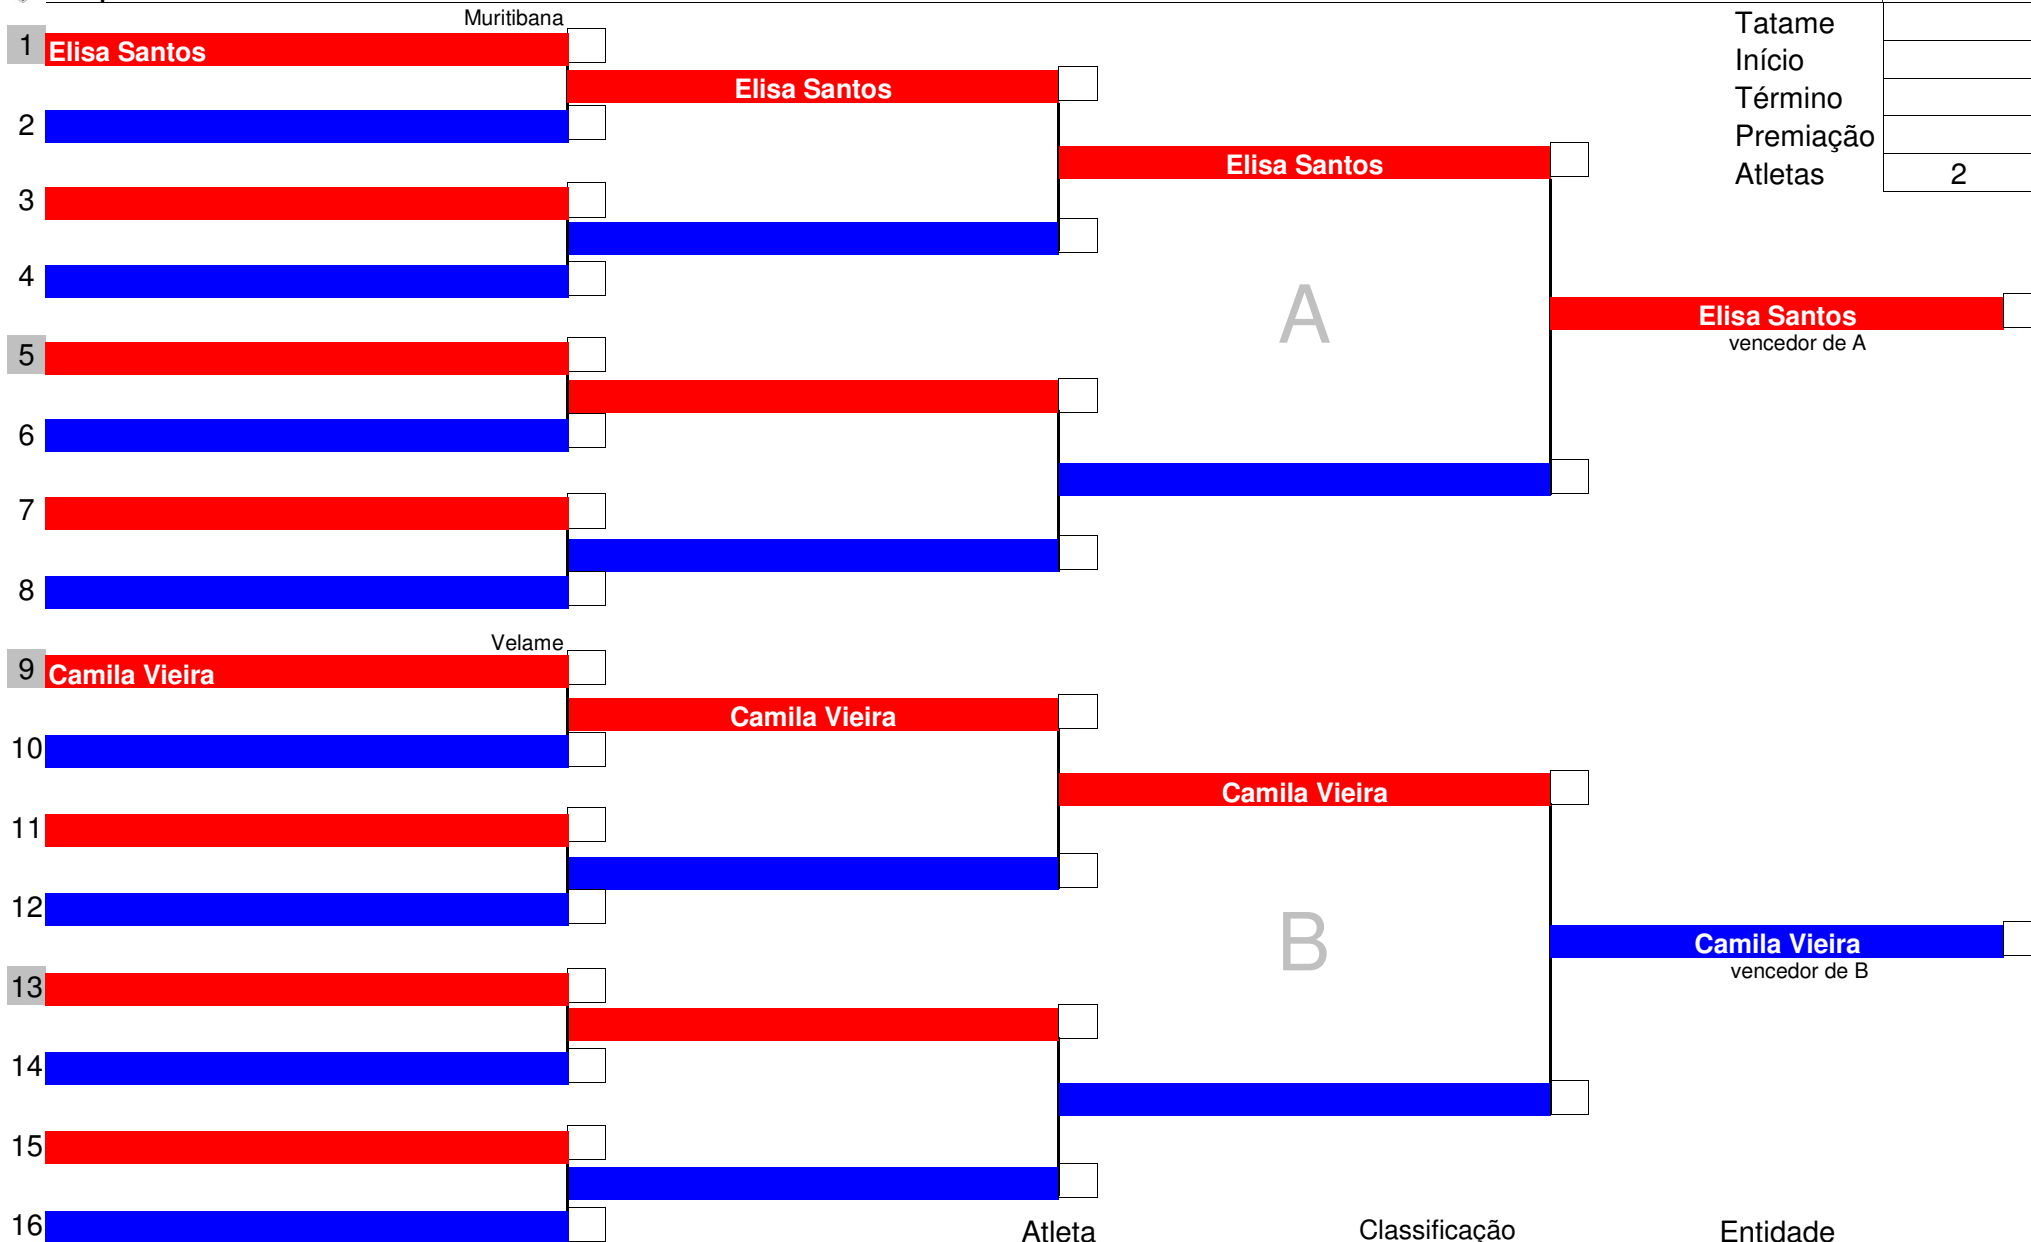 Muritibana
Tatame
1 Elisa Santos
Início
Elisa Santos
Término
2
Premiação
Elisa Santos
Atletas 2
3
4
A
Elisa Santos
vencedor de A
5
6
7
8
Velame
9 Camila Vieira
Camila Vieira
10
Camila Vieira
11
12
B
Camila Vieira
vencedor de B
13
14
15
16
Atleta Classificação Entidade